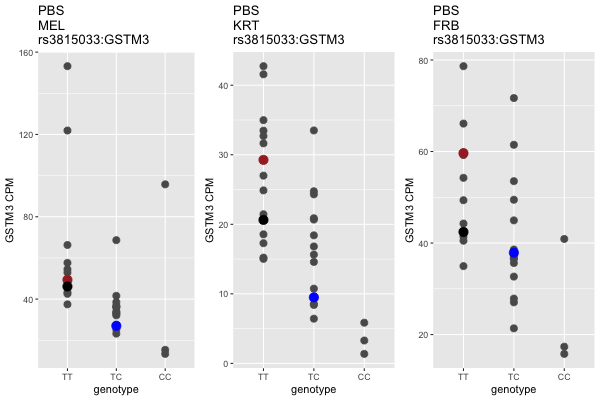 PBS
MEL
rs3815033:GSTM3
160
120
80
40
GSTM3 CPM
TT
TC
CC
genotype
PBS
KRT
rs3815033:GSTM3
40
30
20
10
0
GSTM3 CPM
TT
TC
CC
genotype
PBS
FRB
rs3815033:GSTM3
80
60
40
20
GSTM3 CPM
TT
TC
CC
genotype